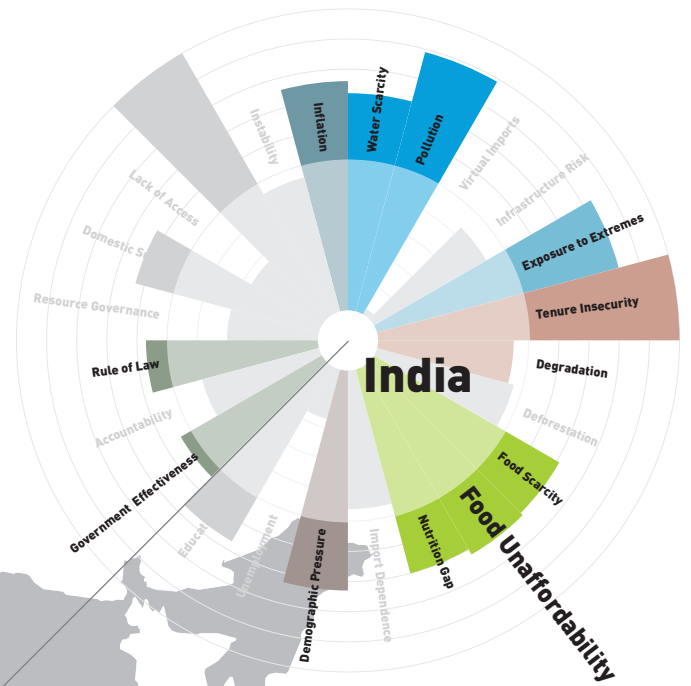 Inflation
Water Scarcity
Pollution
Virtual Imports
Infrastructure Risk
Exposure to Extremes
Tenure Insecurity
Degradation
Deforestation
Food Scarcity
Food Unaffordability
Nutrition Gap
Import Dependence
Demographic Pressure
Unemployment
Educat
Government Effectiveness
Accountability
Rule of Law
Resource Governance
Domestic S
Lack of Access
Instability
India